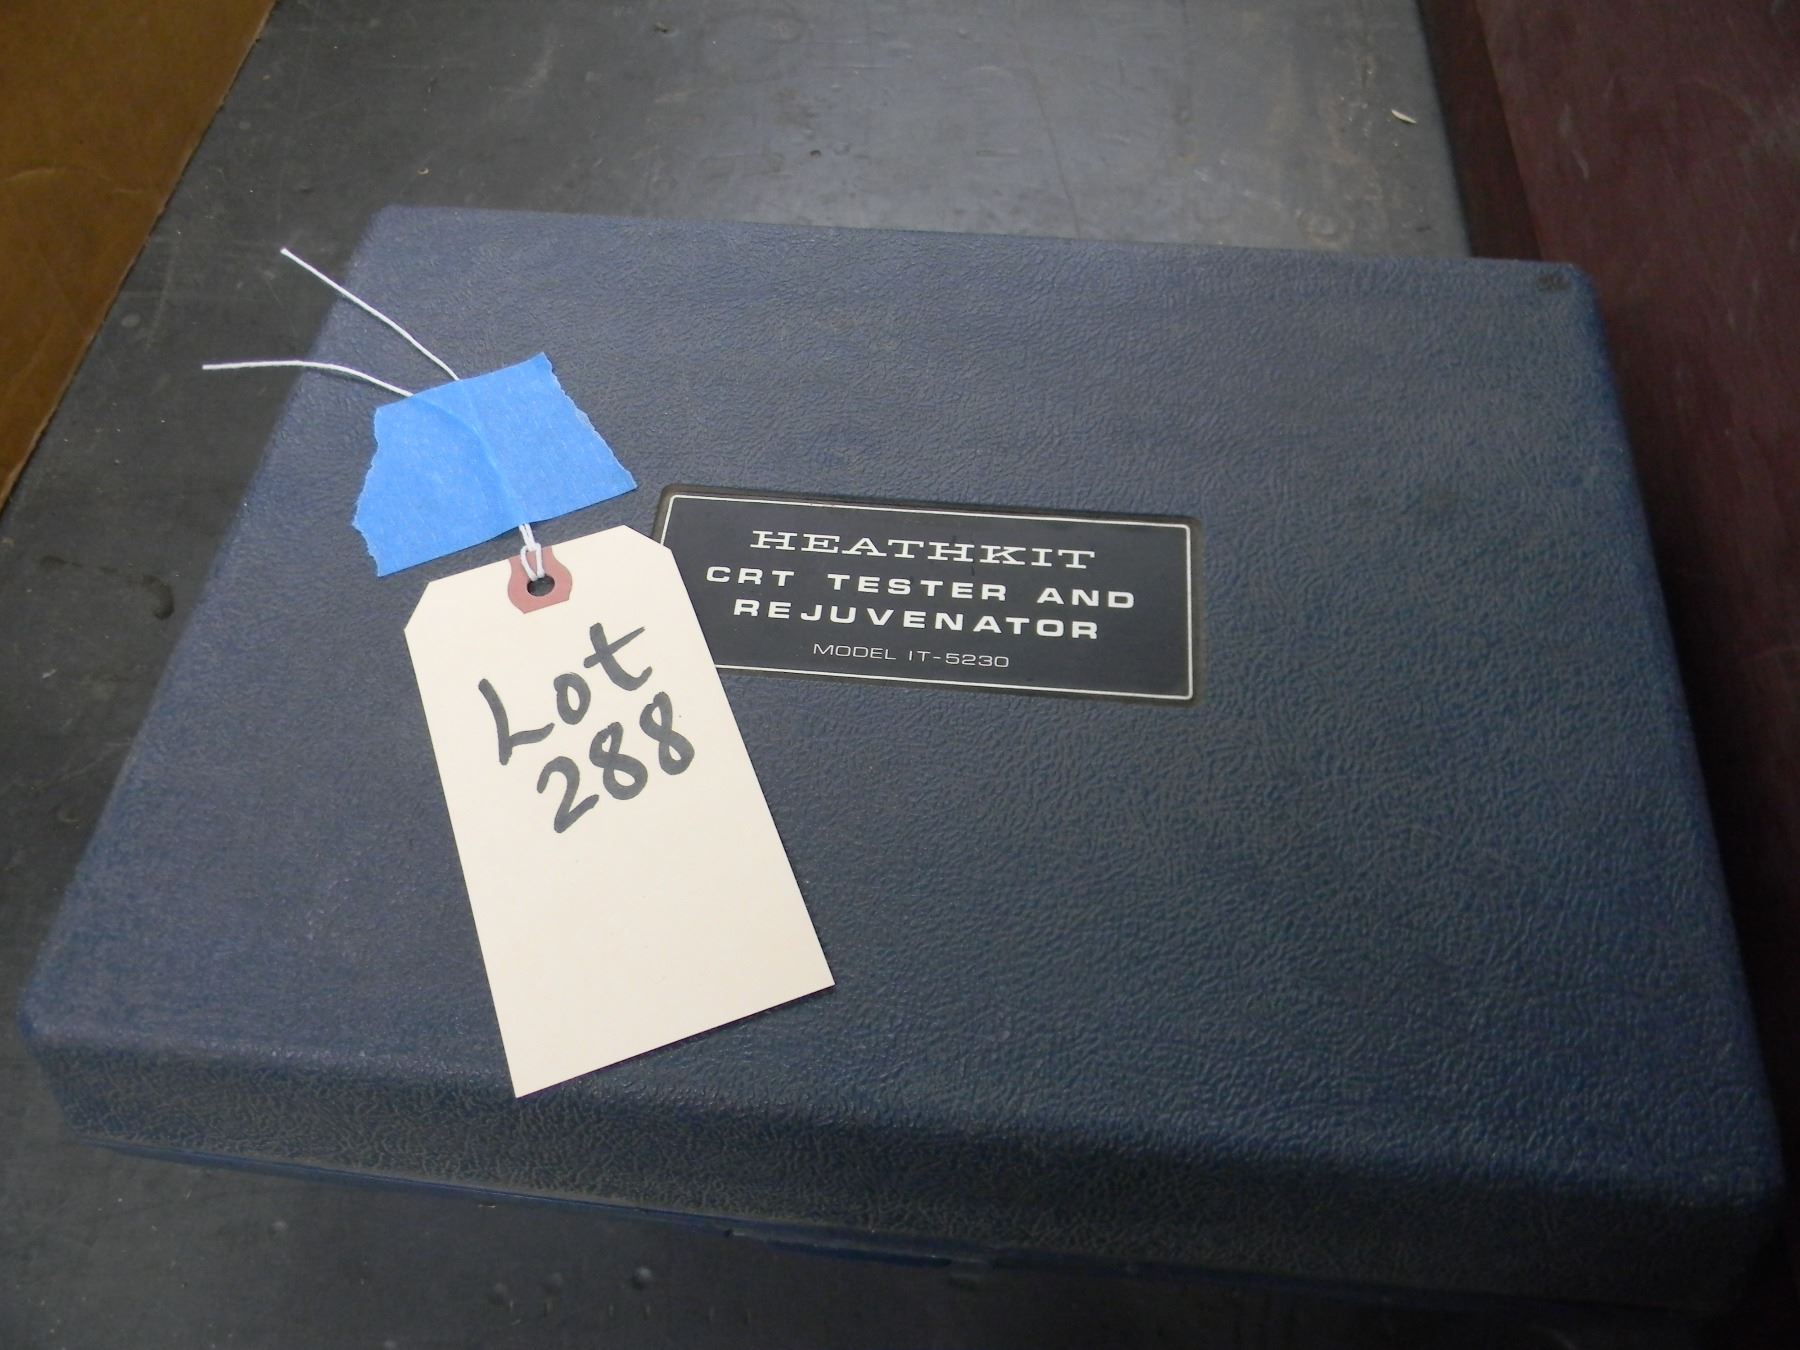 HEATHKIT
CRT TESTER AND
REJUVENATOR
MODEL IT-5230
Lot
288